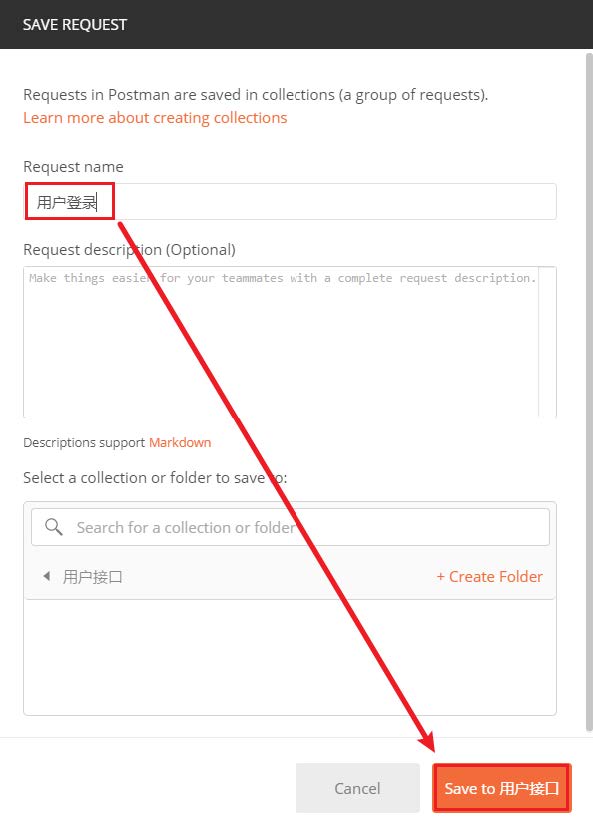 SAVE REQUEST
Requests in Postman are saved in collections (a group of requests).
Learn more about creating collections
Request name
用户登录
Request description (Optional)
Make things easier for your teammates with a complete request description.
Descriptions support Markdown
Select a collection or folder to save to:
Search for a collection or folder
用户接口 + Create Folder
Cancel Save to 用户接口